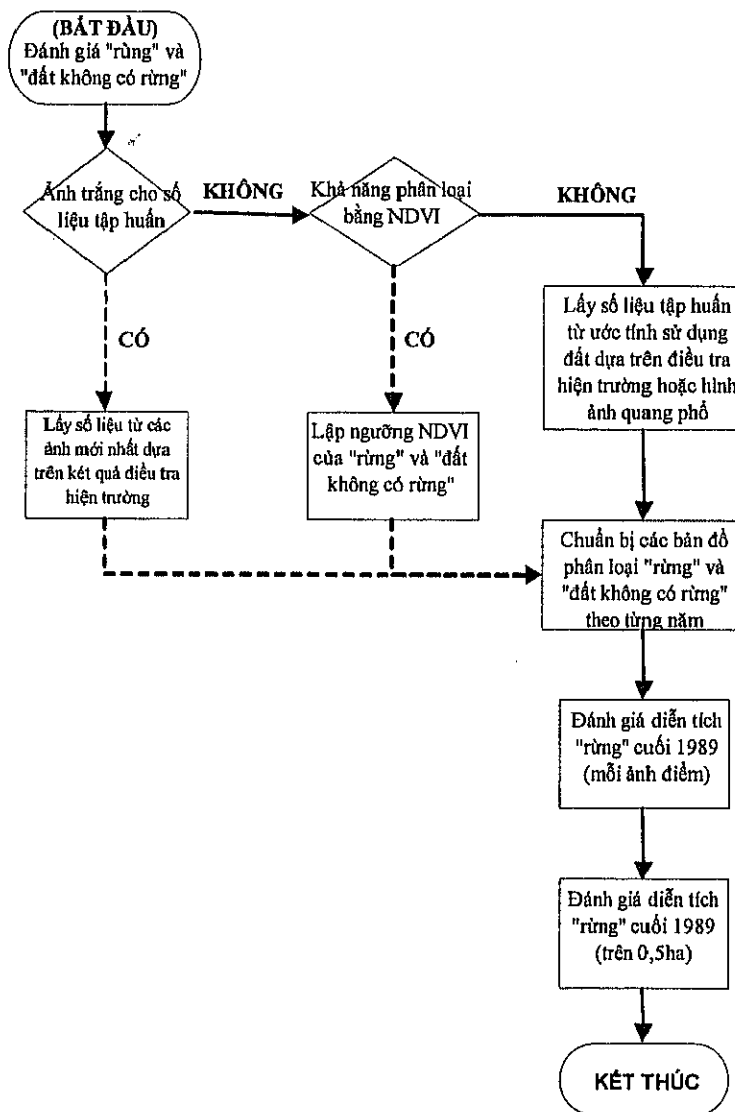 (BẮT ĐẦU)
Đánh giá "rừng" và
"đất không có rừng"
Ảnh trắng cho số
liệu tập huấn
KHÔNG
Khả năng phân loại
bằng NDVI
KHÔNG
CÓ
CÓ
Lấy số liệu từ các
ảnh mới nhất dựa
trên kết quả điều tra
hiện trường
Lập ngưỡng NDVI
của "rừng" và "đất
không có rừng"
Lấy số liệu tập huấn
từ ước tính sử dụng
đất dựa trên điều tra
hiện trường hoặc hình
ảnh quang phổ
Chuẩn bị các bản đồ
phân loại "rừng" và
"đất không có rừng"
theo từng năm
Đánh giá diễn tích
"rừng" cuối 1989
(mỗi ảnh điểm)
Đánh giá diễn tích
"rừng" cuối 1989
(trên 0,5ha)
KẾT THÚC